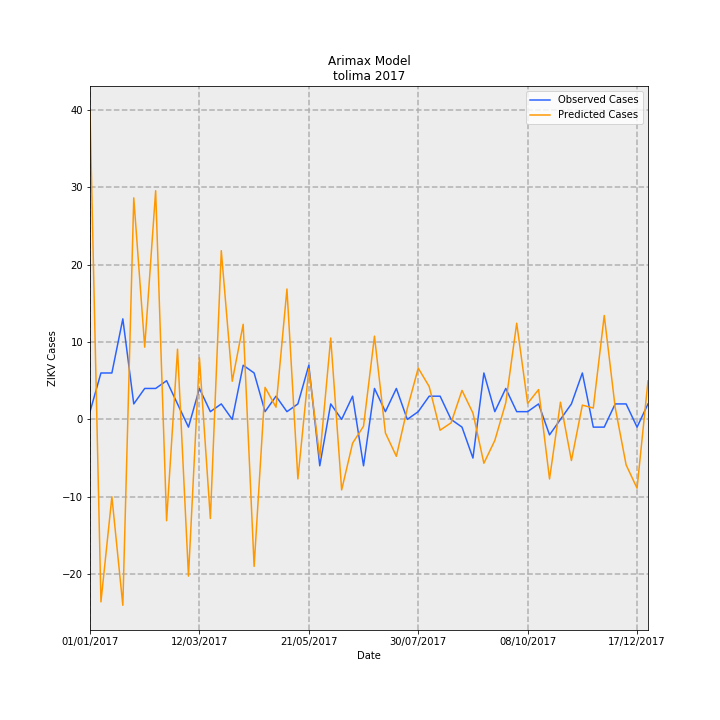 Arimax Model
tolima 2017
Observed Cases
Predicted Cases
ZIKV Cases
40
30
20
10
0
−10
−20
01/01/2017 12/03/2017 21/05/2017 30/07/2017 08/10/2017 17/12/2017
Date